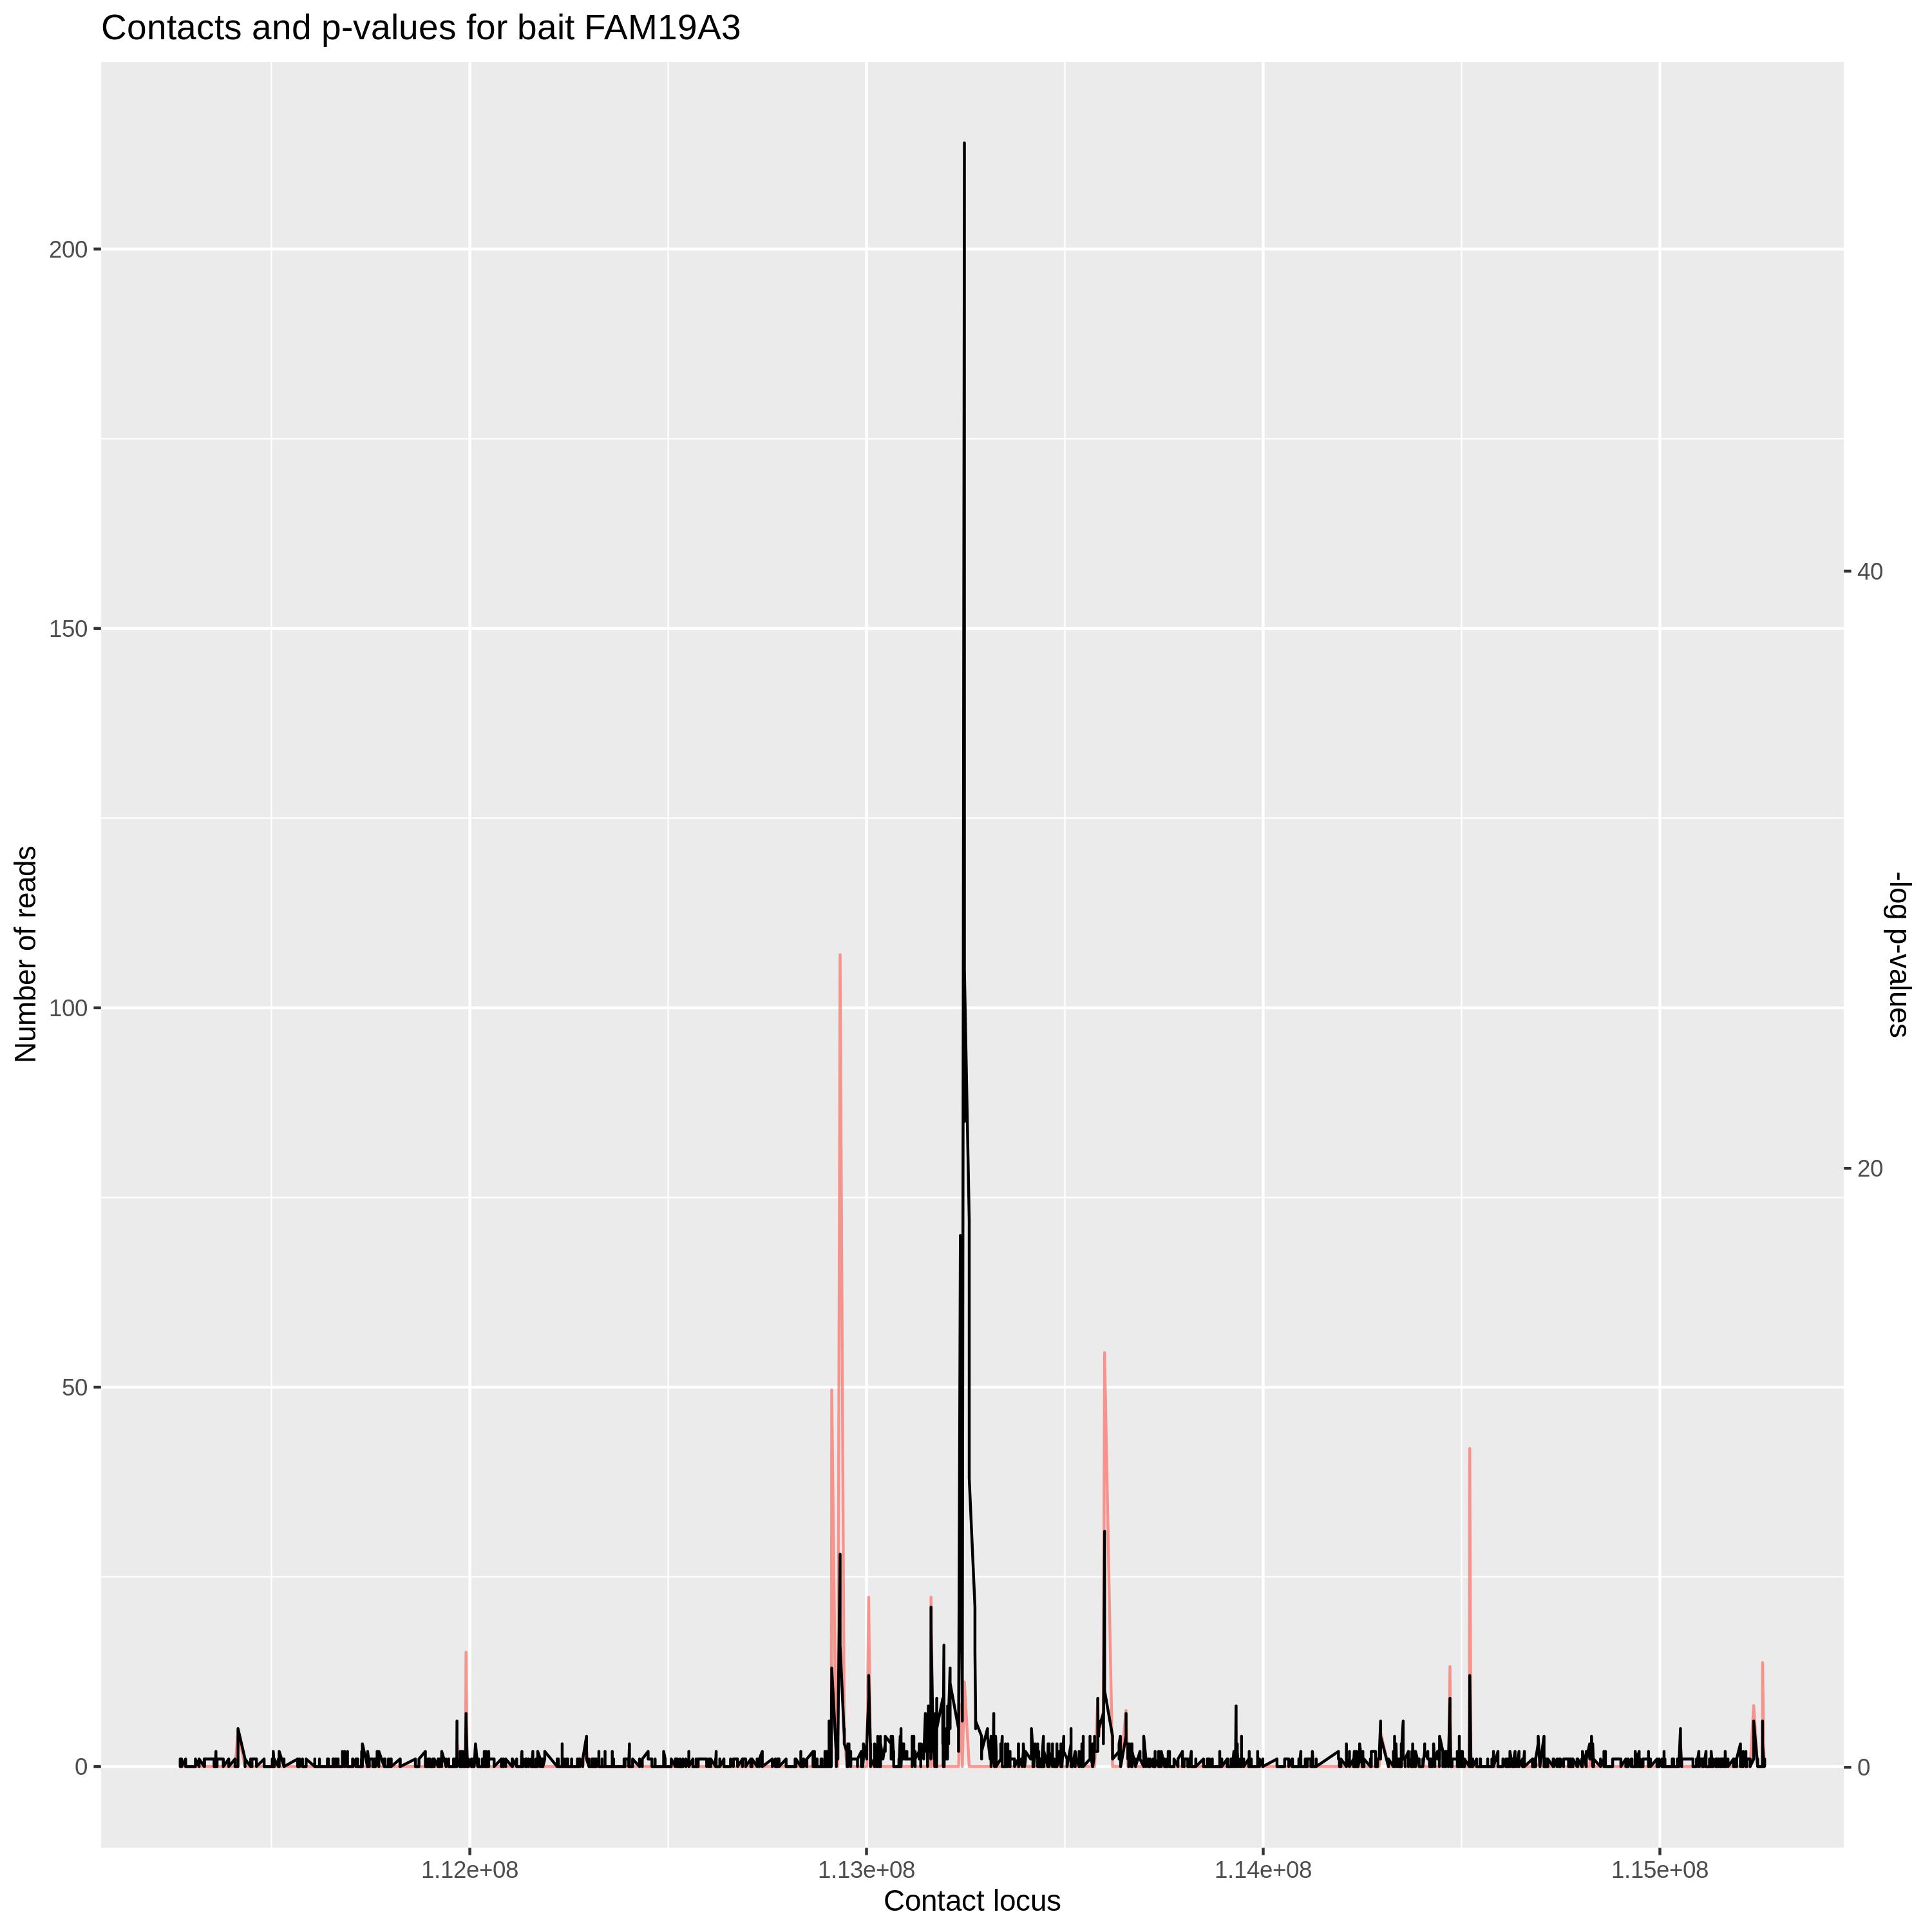 Contacts and p-values for bait FAM19A3
200
150
100
50
0
Number of reads
40
20
0
-log p-values
1.12e+08 1.13e+08 1.14e+08 1.15e+08
Contact locus